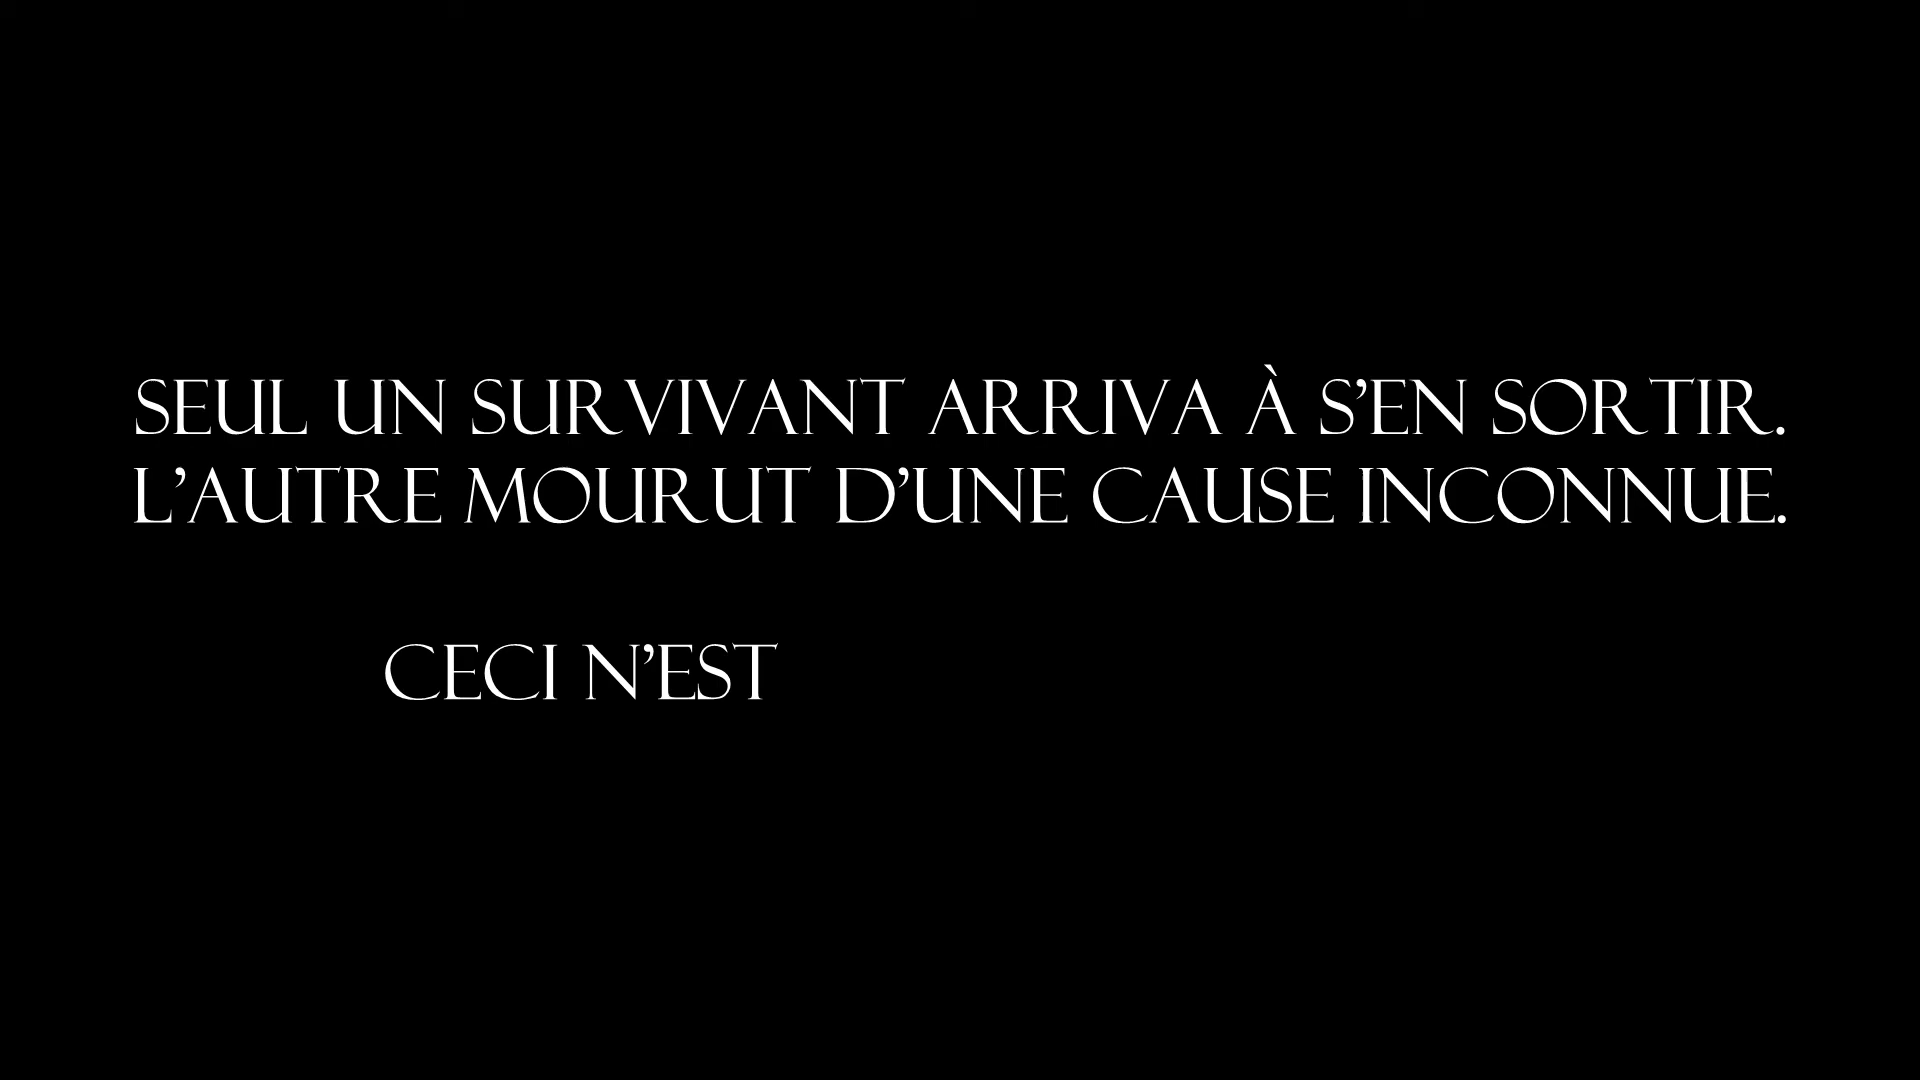 SEUL UN SURVIVANT ARRIVA À S’EN SORTIR.
L’AUTRE MOURUT D’UNE CAUSE INCONNUE.
CECI N’EST